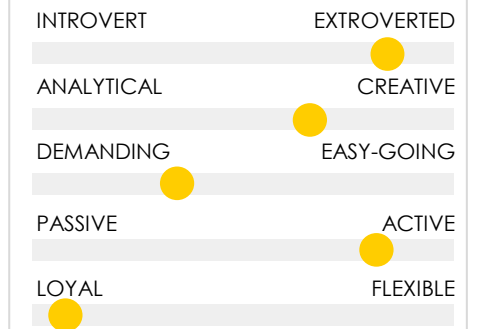 INTROVERT EXTROVERTED
ANALYTICAL CREATIVE
DEMANDING EASY-GOING
PASSIVE ACTIVE
LOYAL FLEXIBLE